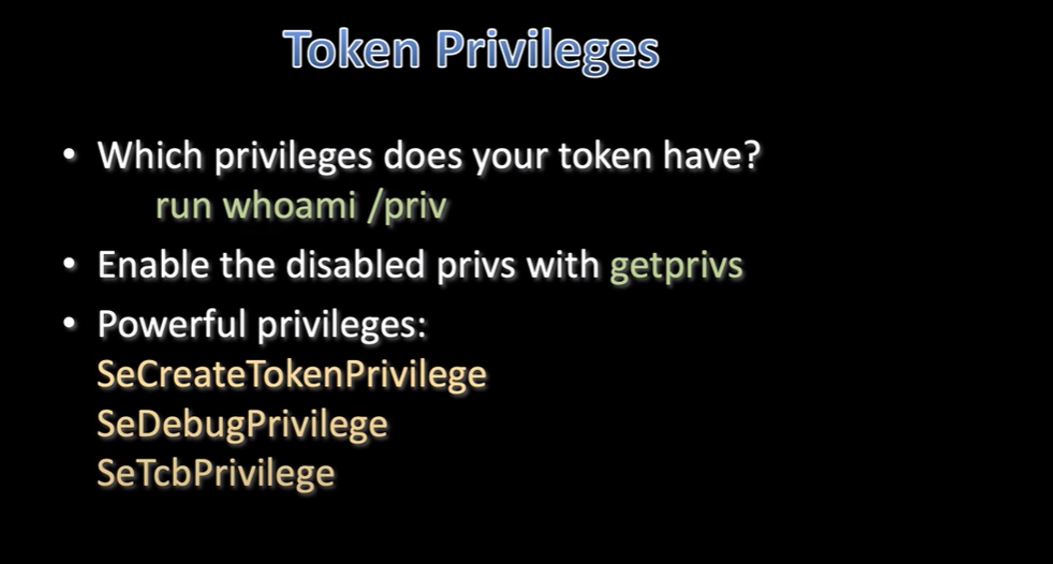 Token Privileges
• Which privileges does your token have?
run whoami /priv
• Enable the disabled privs with getprivs
• Powerful privileges:
SeCreateTokenPrivilege
SeDebugPrivilege
SeTcbPrivilege